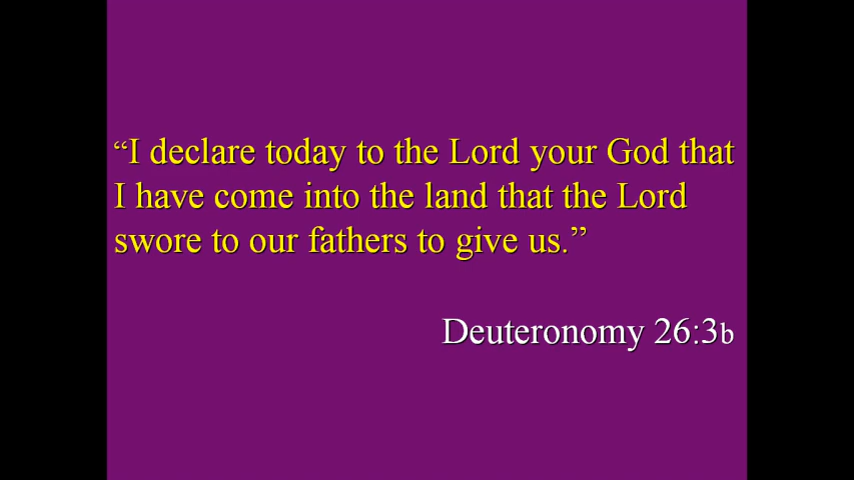 “I declare today to the Lord your God that
I have come into the land that the Lord
swore to our fathers to give us.”
Deuteronomy 26:3b